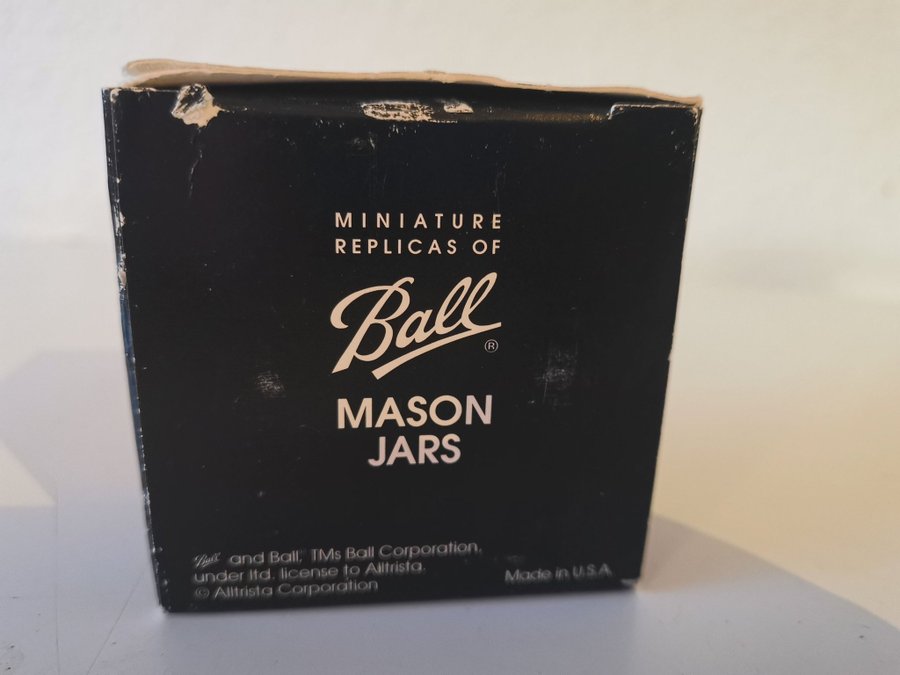 MINIATURE
REPLICAS OF
Ball ®
MASON
JARS
Ball and Ball, TMs Ball Corporation,
under ltd. license to Alltrista.
© Alltrista Corporation
Made in U.S.A.